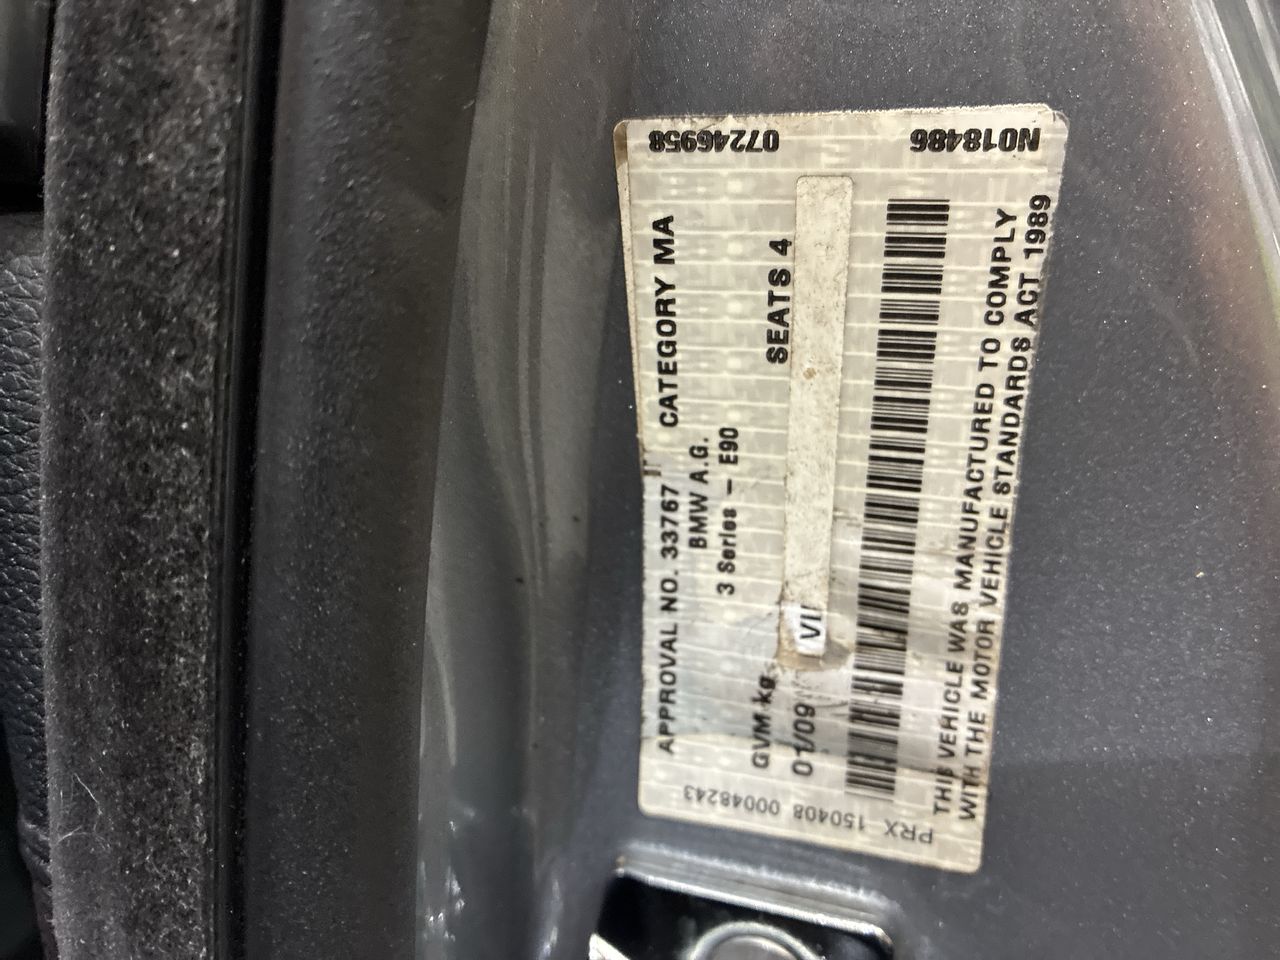 N018486
07246958
APPROVAL NO. 33767 CATEGORY MA
BMW A.G.
3 Series – E90
GVM kg SEATS 4
01/09 VI
THIS VEHICLE WAS MANUFACTURED TO COMPLY
WITH THE MOTOR VEHICLE STANDARDS ACT 1989
PRX 150408 00048243